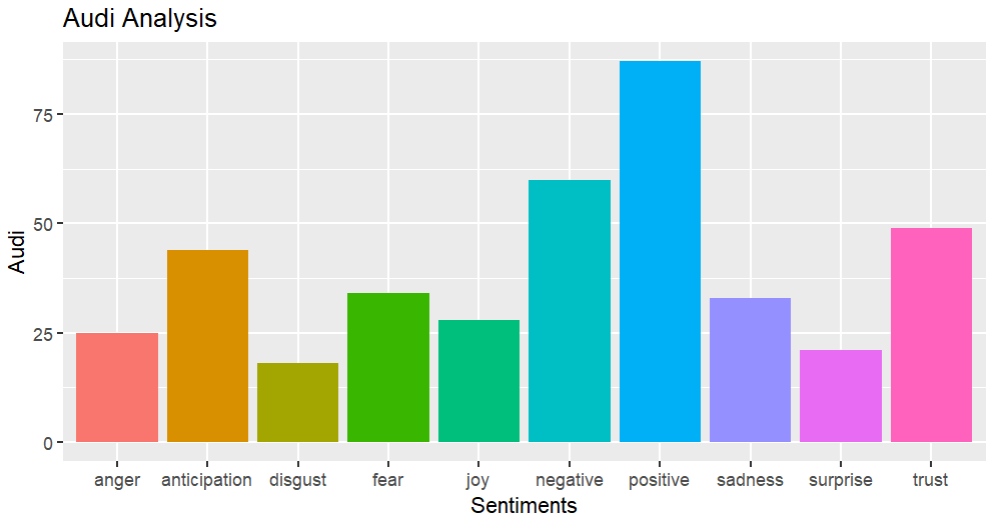 Audi Analysis
Audi
75
50
25
0
anger anticipation disgust fear joy negative positive sadness surprise trust
Sentiments